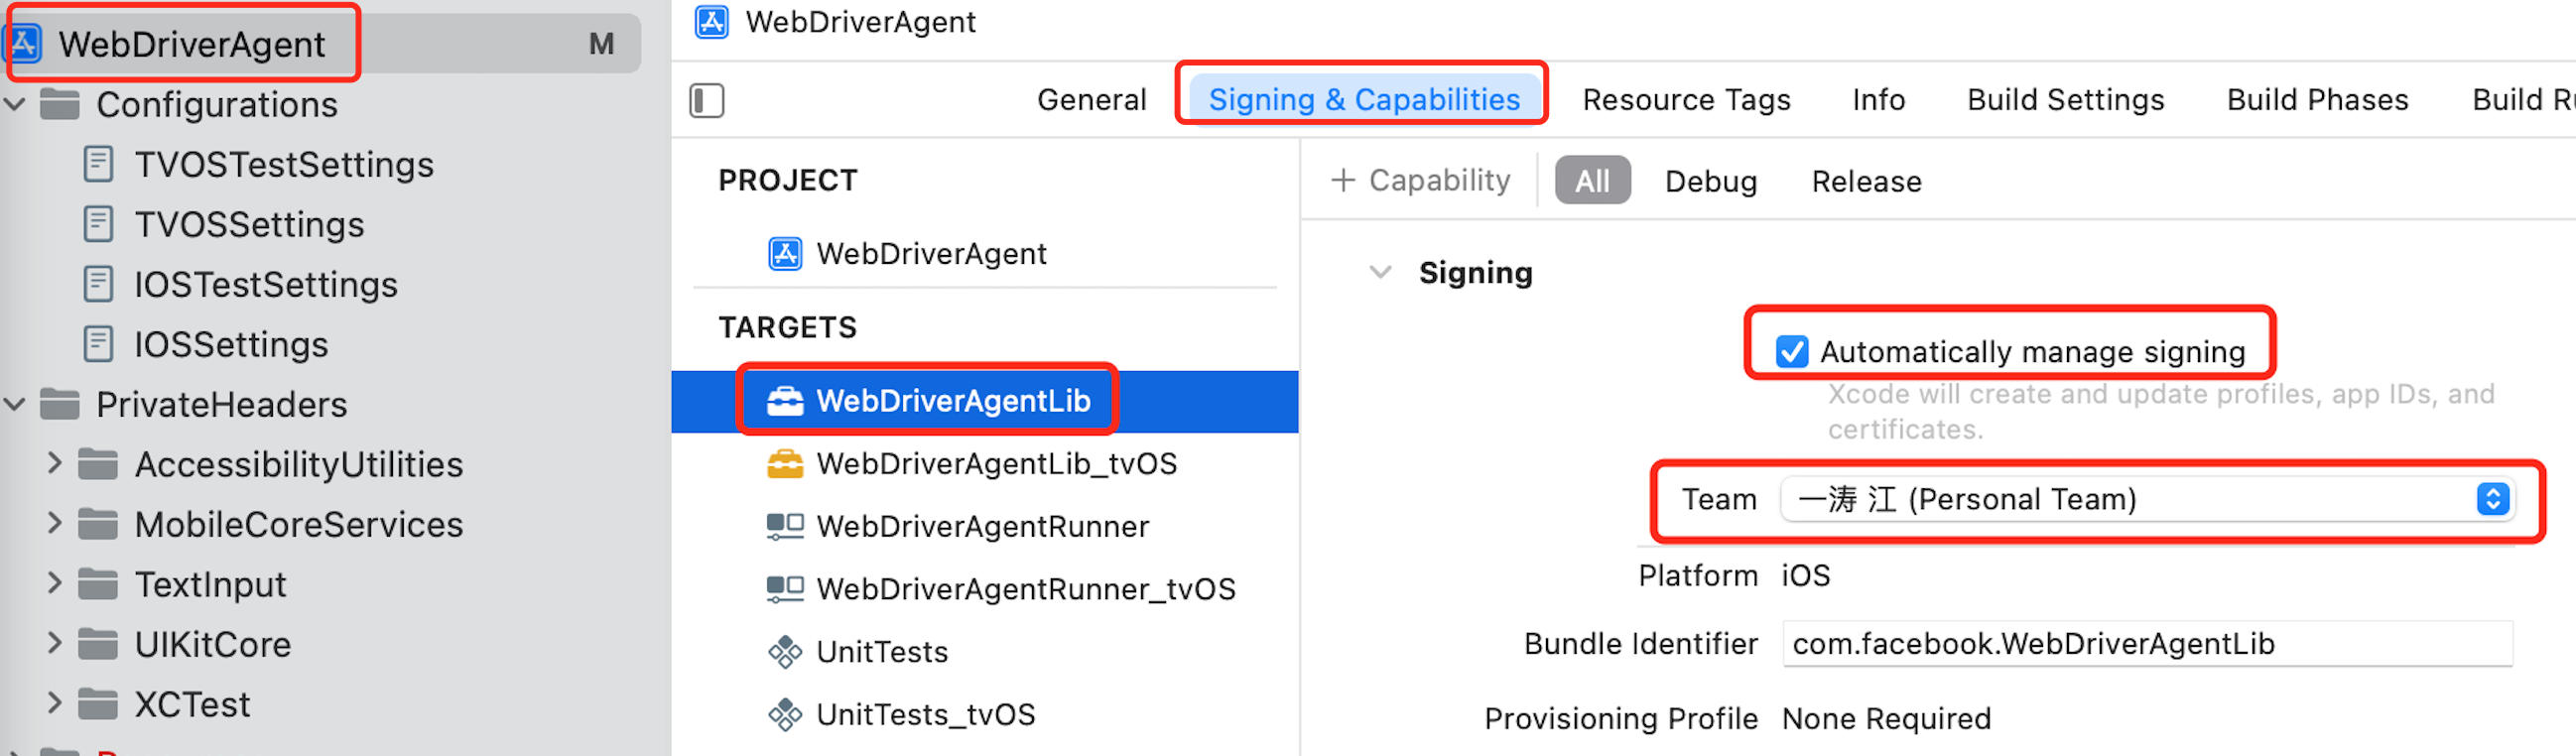 WebDriverAgent M
Configurations
TVOSTestSettings
TVOSSettings
IOSTestSettings
IOSSettings
PrivateHeaders
AccessibilityUtilities
MobileCoreServices
TextInput
UIKitCore
XCTest
WebDriverAgent
General Signing & Capabilities Resource Tags Info Build Settings Build Phases Build
PROJECT
WebDriverAgent
TARGETS
WebDriverAgentLib
WebDriverAgentLib_tvOS
WebDriverAgentRunner
WebDriverAgentRunner_tvOS
UnitTests
UnitTests_tvOS
+ Capability All Debug Release
Signing
Automatically manage signing
Xcode will create and update profiles, app IDs, and
certificates.
Team 一涛 江 (Personal Team)
Platform iOS
Bundle Identifier com.facebook.WebDriverAgentLib
Provisioning Profile None Required